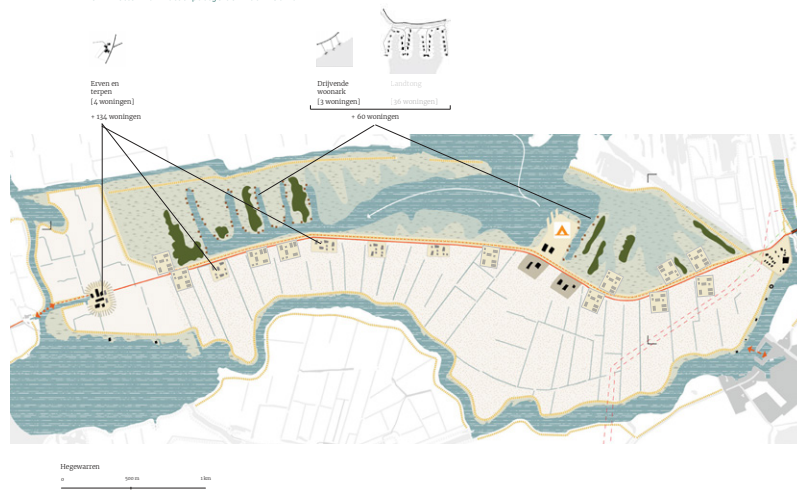 Erven en
terpen
[4 woningen]
+ 134 woningen
Drijvende
woonark
[3 woningen]
Landtong
[36 woningen]
+ 60 woningen
Hegewarren
0 500 m 1 km